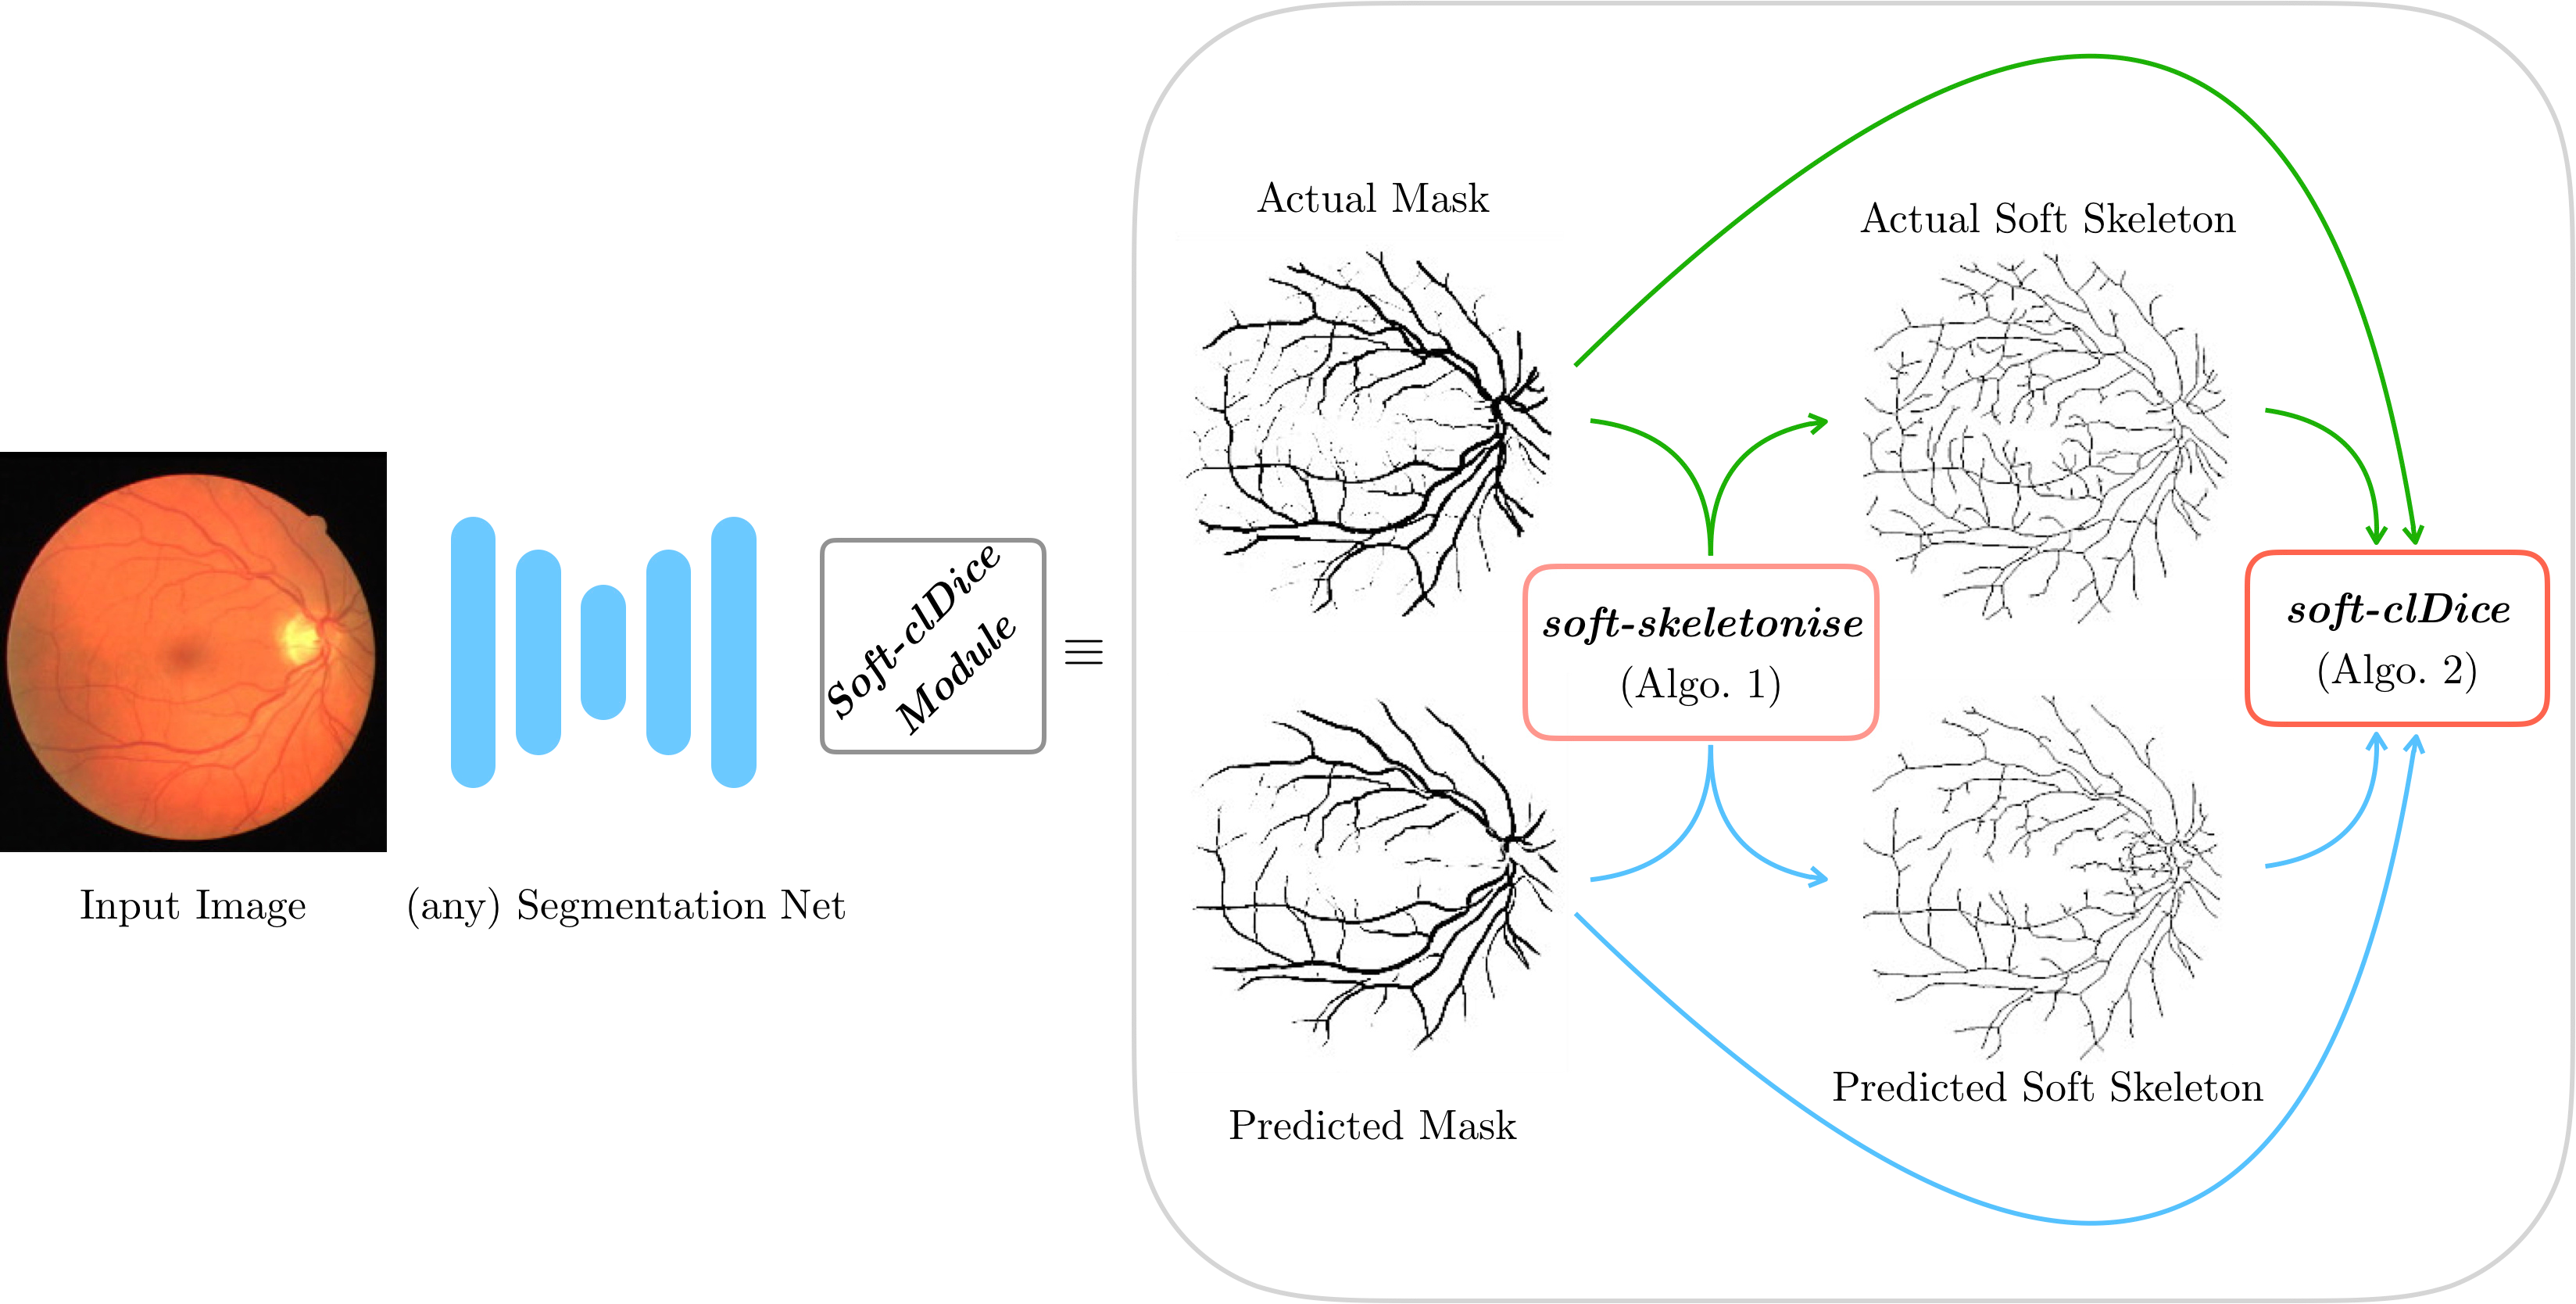 Input Image
(any) Segmentation Net
Soft-clDice
Module
≡
Actual Mask
Actual Soft Skeleton
soft-skeletonise
(Algo. 1)
soft-clDice
(Algo. 2)
Predicted Mask
Predicted Soft Skeleton